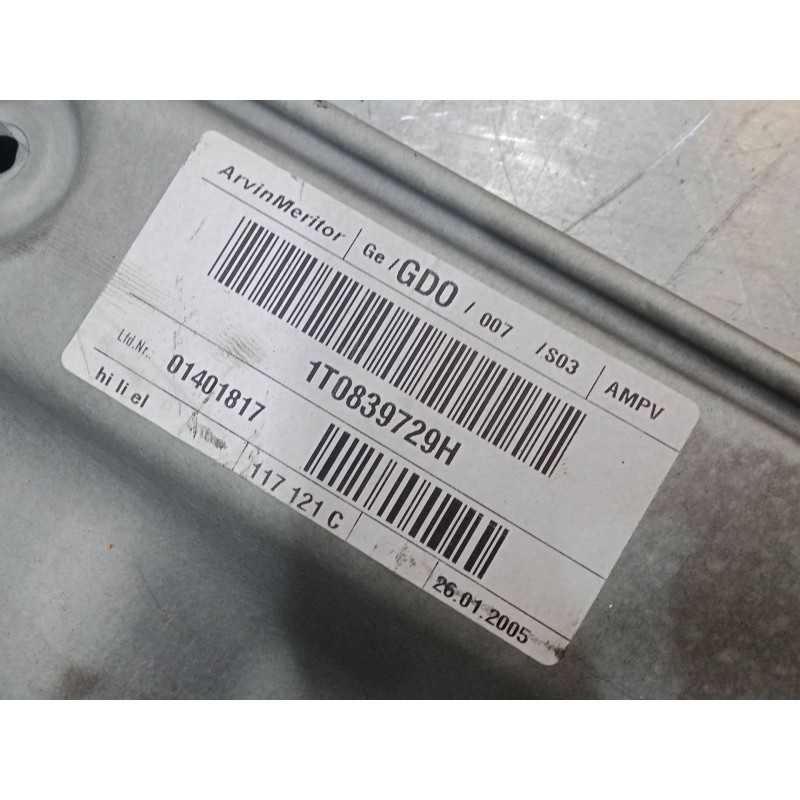 ArvinMeritor Ge/GDO/007 /S03 AMPV
1T0839729H
Lfd.Nr.: 01401817
hi li el 117 121 C 26.01.2005